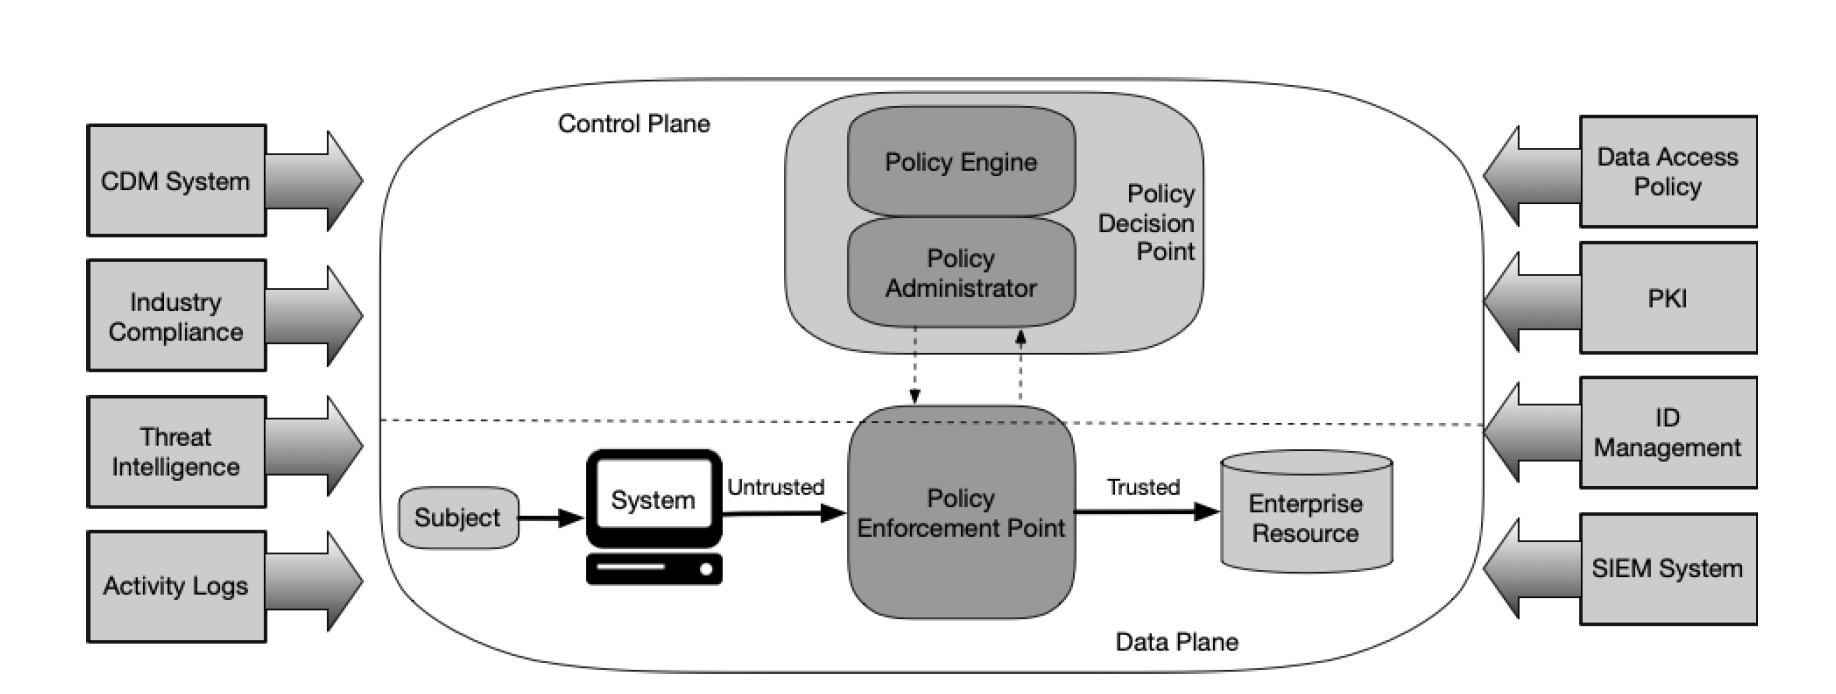 CDM System
Industry
Compliance
Threat
Intelligence
Activity Logs
Control Plane
Policy Engine
Policy
Administrator
Policy
Decision
Point
Subject
System
Untrusted
Policy
Enforcement Point
Trusted
Enterprise
Resource
Data Plane
Data Access
Policy
PKI
ID
Management
SIEM System